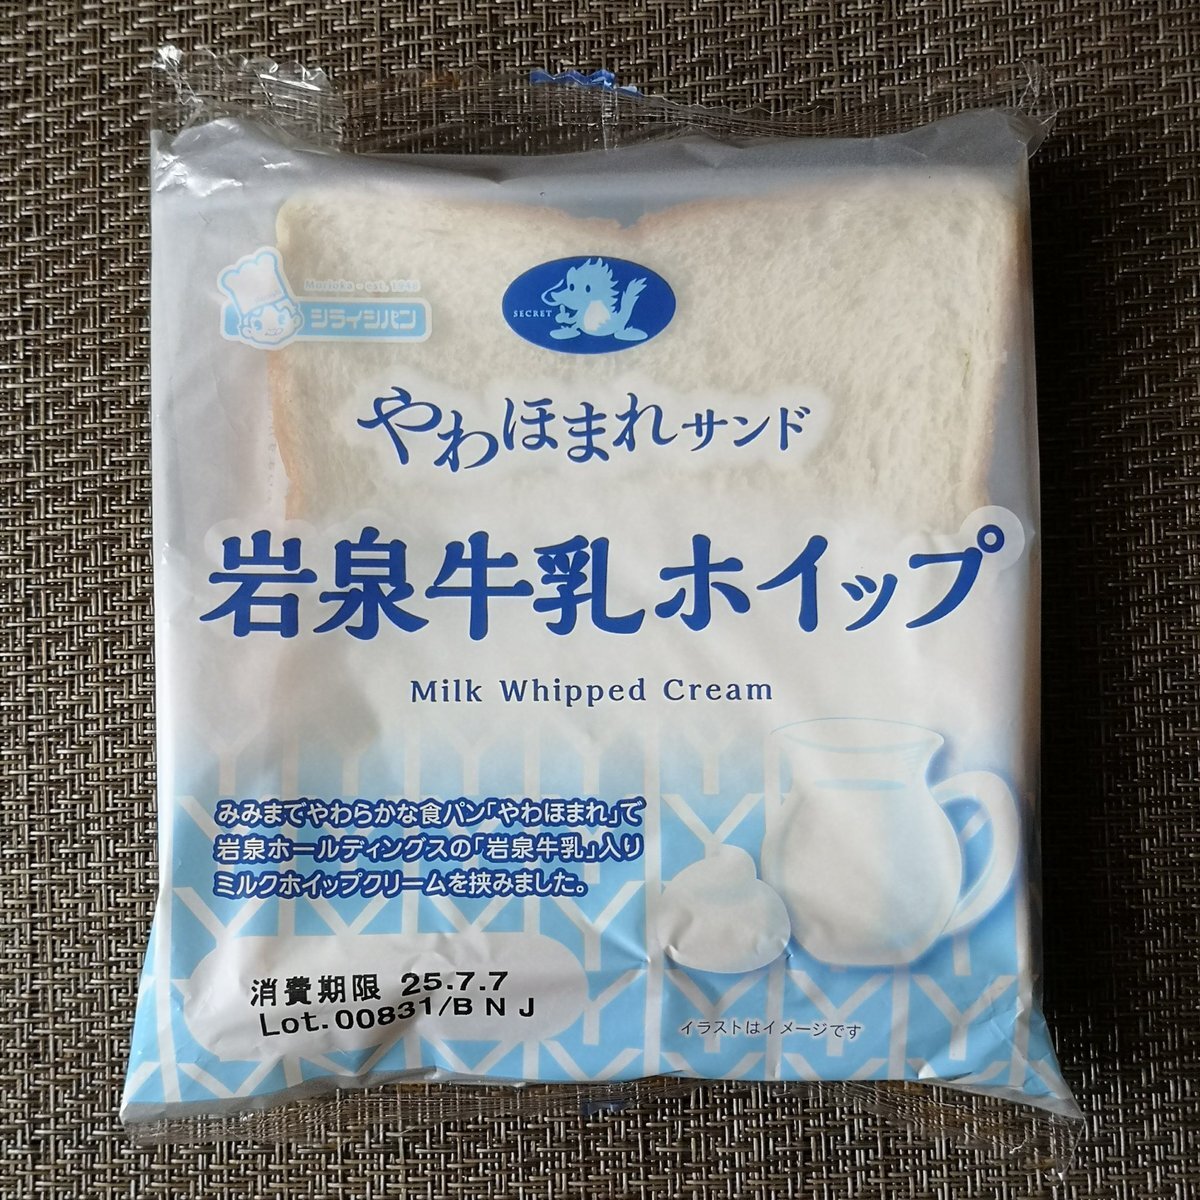 Morioka - est. 1948
シライシパン
SECRET
やわほまれサンド
岩泉牛乳ホイップ
Milk Whipped Cream
みみまでやわらかな食パン「やわほまれ」で
岩泉ホールディングスの「岩泉牛乳」入り
ミルクホイップクリームを挟みました。
消費期限 25.7.7
Lot.00831/B N J
イラストはイメージです